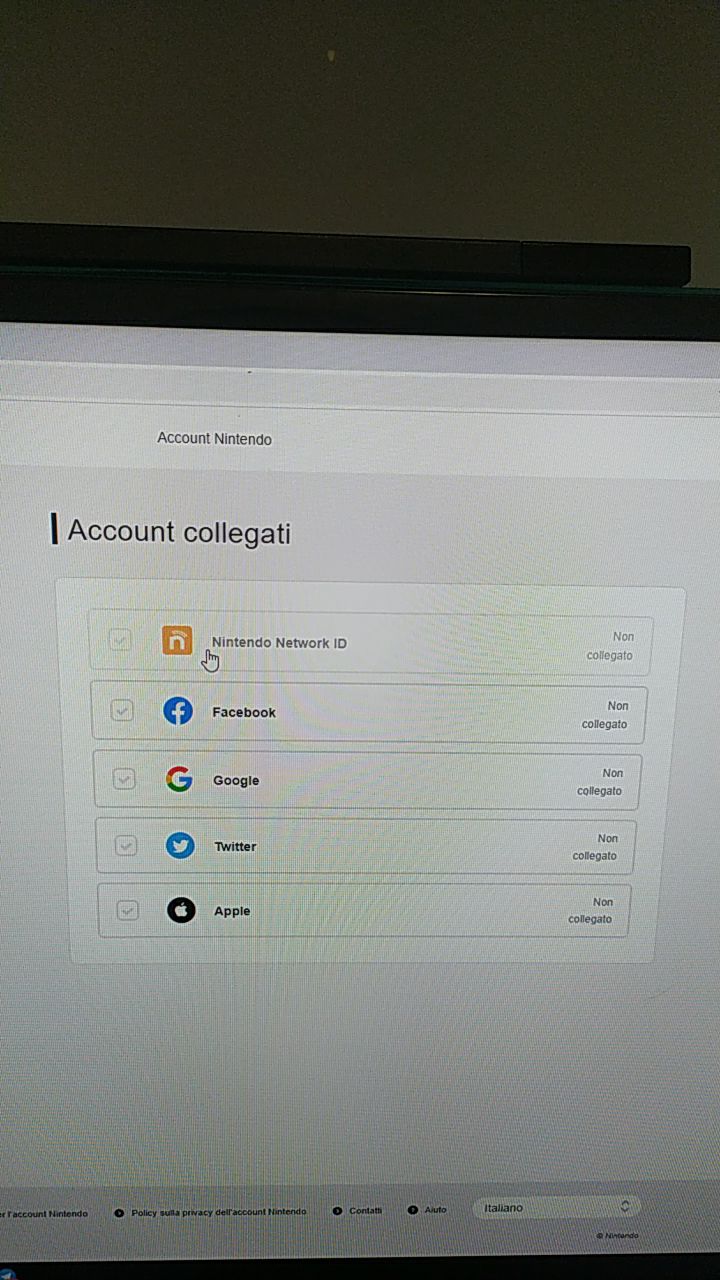 Account Nintendo
Account collegati
Nintendo Network ID
Non
collegato
Facebook
Non
collegato
Google
Non
collegato
Twitter
Non
collegato
Apple
Non
collegato
l'account Nintendo
Policy sulla privacy dell'account Nintendo
Contatti
Aiuto
Italiano
© Nintendo